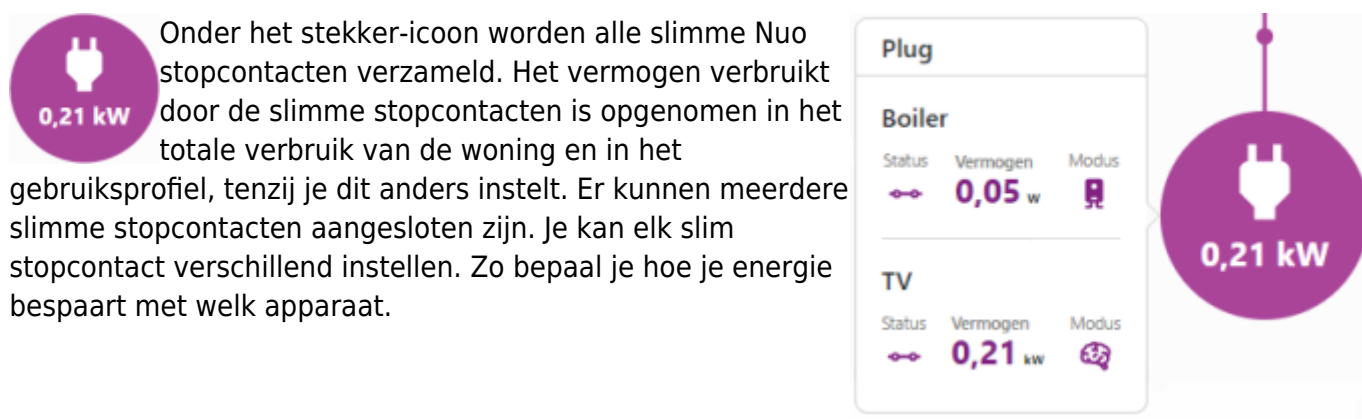 0,21 kW
Onder het stekker-icoon worden alle slimme Nuo
stopcontacten verzameld. Het vermogen verbruikt
door de slimme stopcontacten is opgenomen in het
totale verbruik van de woning en in het
gebruiksprofiel, tenzij je dit anders instelt. Er kunnen meerdere
slimme stopcontacten aangesloten zijn. Je kan elk slim
stopcontact verschillend instellen. Zo bepaal je hoe je energie
bespaart met welk apparaat.
Plug
Boiler
Status Vermogen Modus
0,05 w
TV
Status Vermogen Modus
0,21 kw
0,21 kW